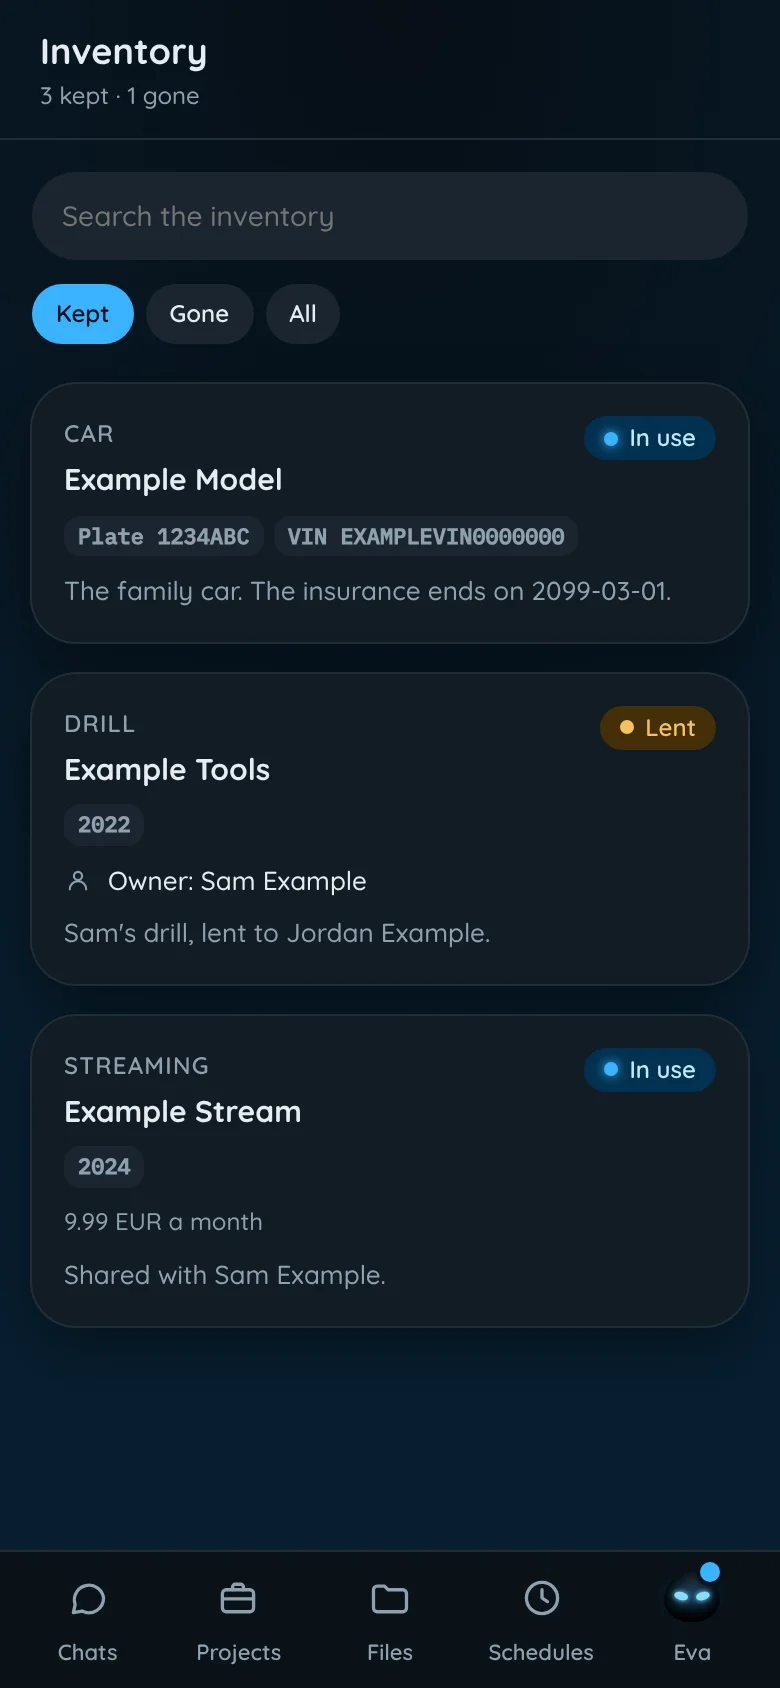 Inventory
3 kept · 1 gone
Search the inventory
Kept Gone All
CAR
In use
Example Model
Plate 1234ABC VIN EXAMPLEVIN0000000
The family car. The insurance ends on 2099-03-01.
DRILL
Lent
Example Tools
2022
Owner: Sam Example
Sam's drill, lent to Jordan Example.
STREAMING
In use
Example Stream
2024
9.99 EUR a month
Shared with Sam Example.
Chats Projects Files Schedules Eva